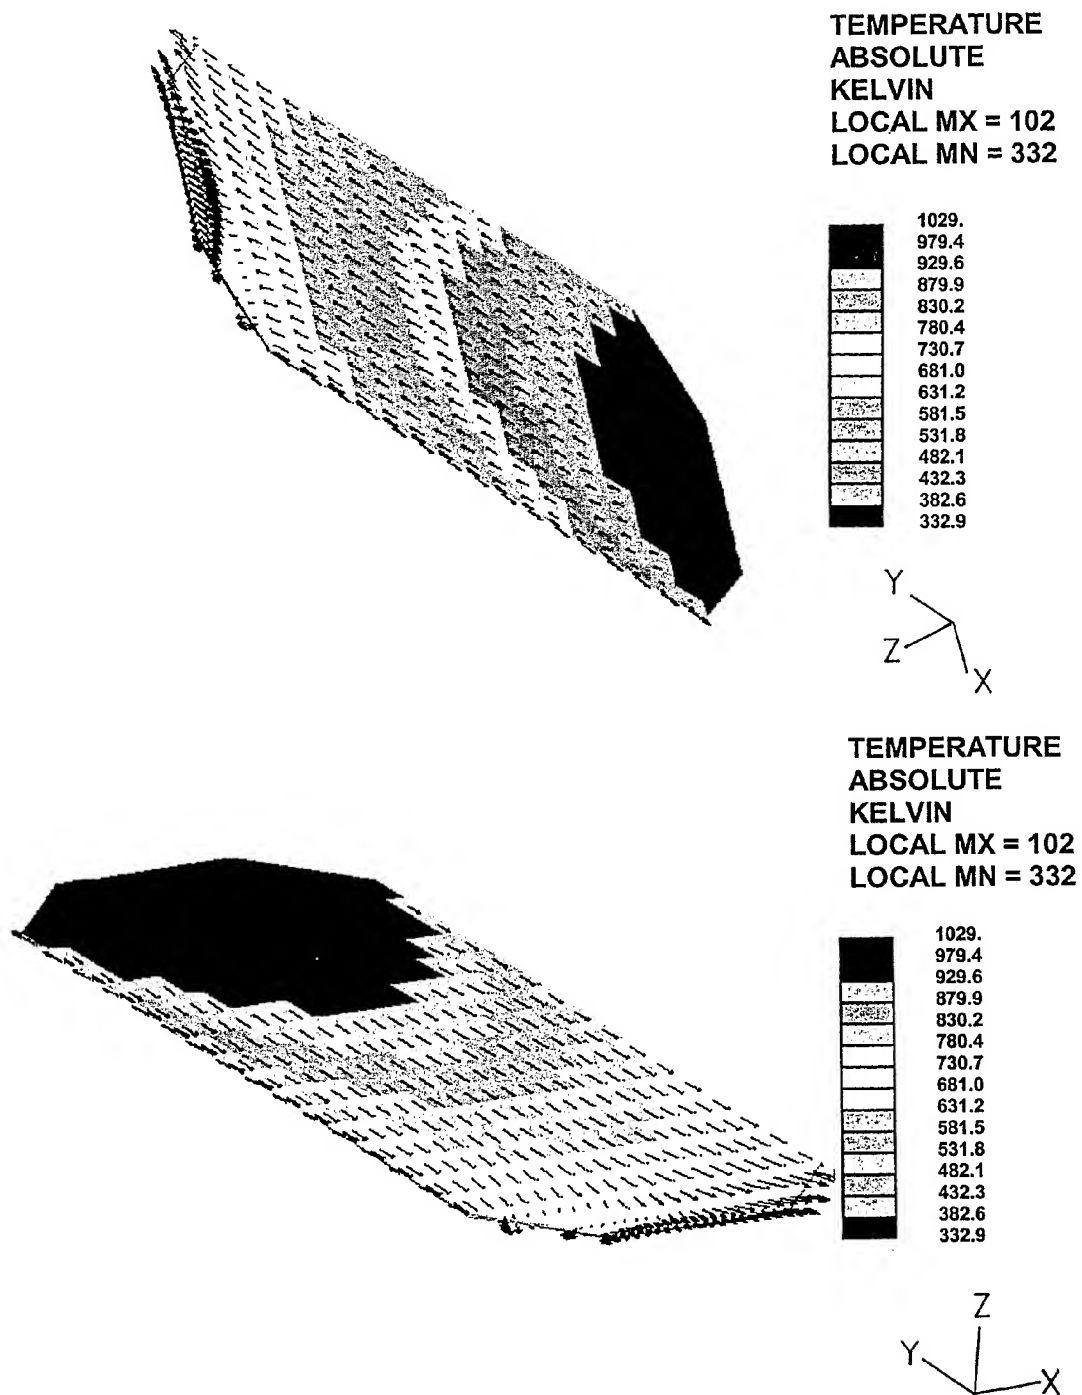 TEMPERATURE
ABSOLUTE
KELVIN
LOCAL MX = 102
LOCAL MN = 332
1029.
979.4
929.6
879.9
830.2
780.4
730.7
681.0
631.2
581.5
531.8
482.1
432.3
382.6
332.9
Y
Z
X
TEMPERATURE
ABSOLUTE
KELVIN
LOCAL MX = 102
LOCAL MN = 332
1029.
979.4
929.6
879.9
830.2
780.4
730.7
681.0
631.2
581.5
531.8
482.1
432.3
382.6
332.9
Z
Y
X